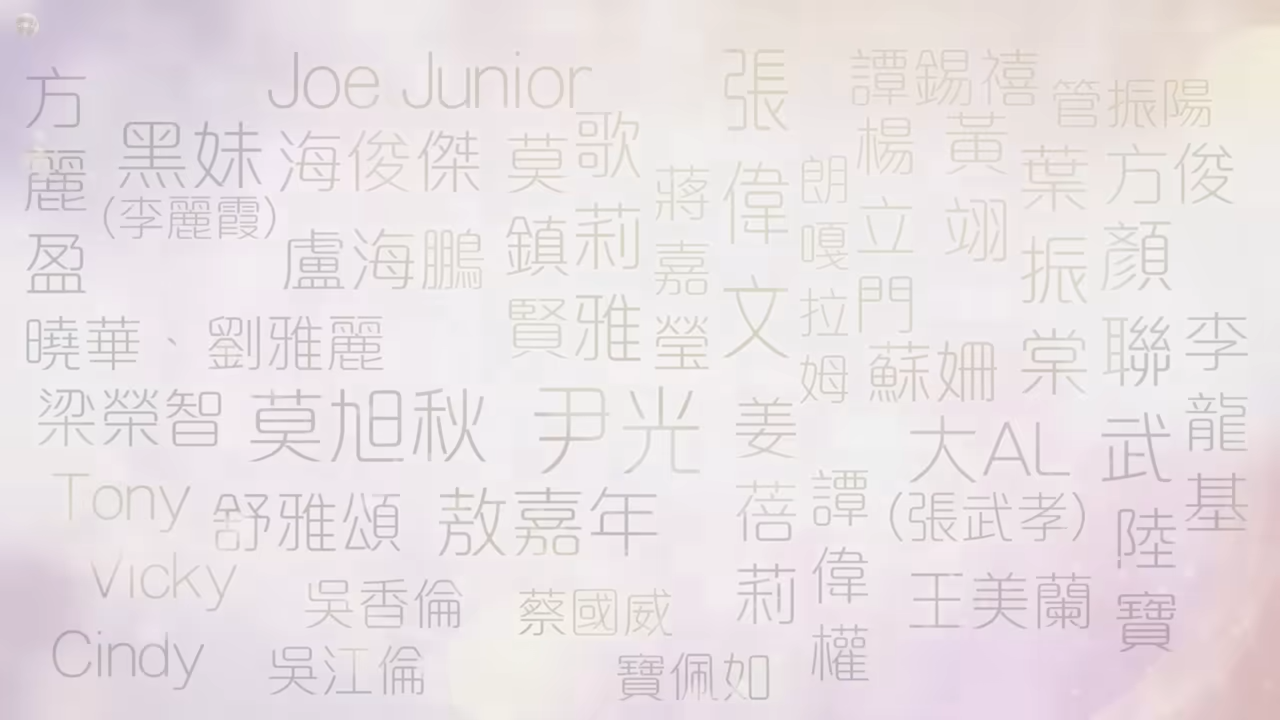 方麗盈
黑妹
(李麗霞)
Joe Junior
海俊傑
盧海鵬
莫鎮賢
歌莉雅
蔣嘉瑩
張偉文
朗嘎拉姆
譚錫禧
楊立門
黃翊
管振陽
葉振棠
方俊
顏聯武
李龍基
曉華、劉雅麗
蘇姍
梁榮智
莫旭秋
尹光
姜蓓莉
大AL
(張武孝)
陸寶
Tony
舒雅頌
敖嘉年
譚偉權
Vicky
吳香倫
蔡國威
王美蘭
Cindy
吳江倫
寶佩如